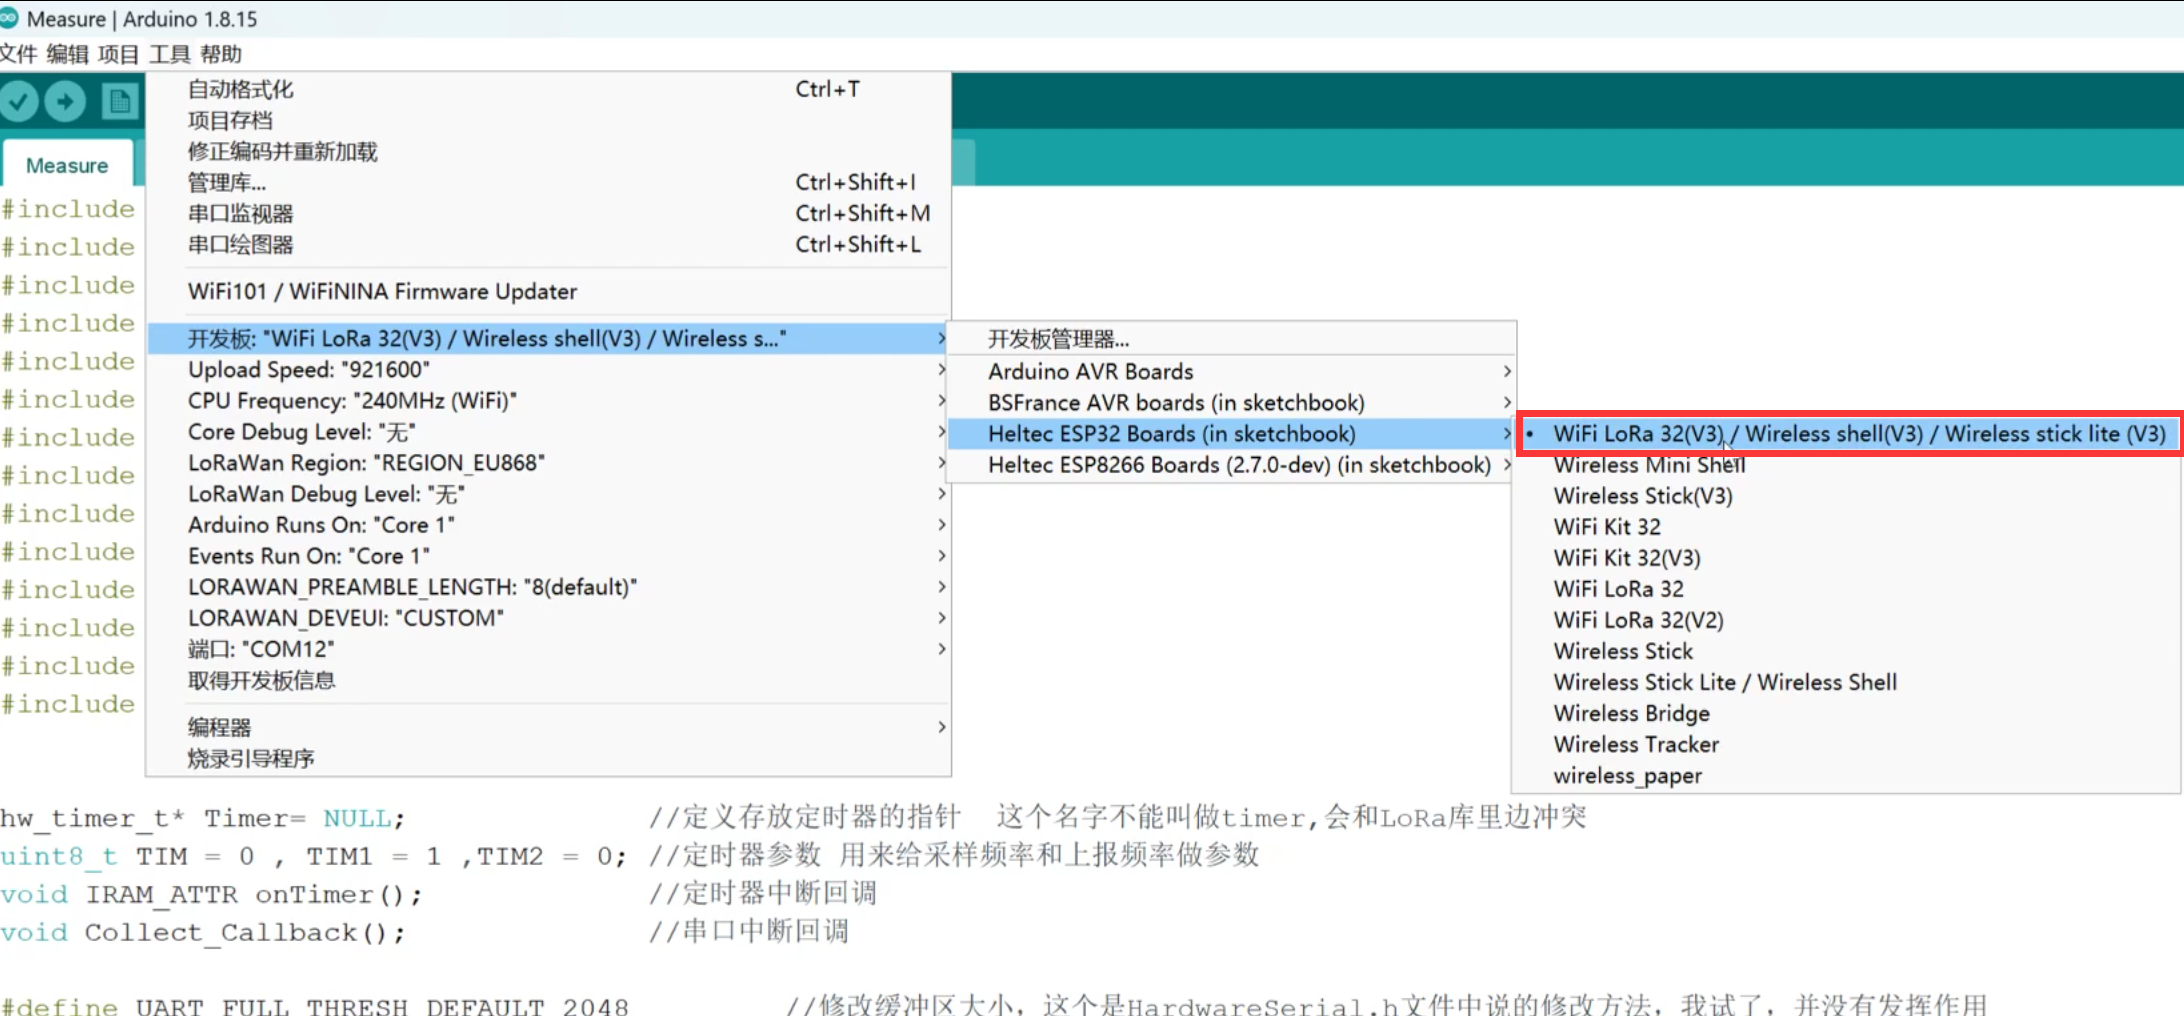 Measure | Arduino 1.8.15
文件 编辑 项目 工具 帮助
自动格式化 Ctrl+T
项目存档
修正编码并重新加载
管理库... Ctrl+Shift+I
串口监视器 Ctrl+Shift+M
串口绘图器 Ctrl+Shift+L
WiFi101 / WiFiNINA Firmware Updater
开发板: "WiFi LoRa 32(V3) / Wireless shell(V3) / Wireless s..."
Upload Speed: "921600"
CPU Frequency: "240MHz (WiFi)"
Core Debug Level: "无"
LoRaWan Region: "REGION_EU868"
LoRaWan Debug Level: "无"
Arduino Runs On: "Core 1"
Events Run On: "Core 1"
LORAWAN_PREAMBLE_LENGTH: "8(default)"
LORAWAN_DEVEUI: "CUSTOM"
端口: "COM12"
取得开发板信息
编程器
烧录引导程序
开发板管理器...
Arduino AVR Boards
BSFrance AVR boards (in sketchbook)
Heltec ESP32 Boards (in sketchbook)
Heltec ESP8266 Boards (2.7.0-dev) (in sketchbook)
WiFi LoRa 32(V3) / Wireless shell(V3) / Wireless stick lite (V3)
Wireless Mini Shell
Wireless Stick(V3)
WiFi Kit 32
WiFi Kit 32(V3)
WiFi LoRa 32
WiFi LoRa 32(V2)
Wireless Stick
Wireless Stick Lite / Wireless Shell
Wireless Bridge
Wireless Tracker
wireless_paper
Measure
#include
#include
#include
#include
#include
#include
#include
#include
#include
#include
#include
#include
#include
#include
hw_timer_t* Timer= NULL; //定义存放定时器的指针 这个名字不能叫做timer,会和LoRa库里边冲突
uint8_t TIM = 0 , TIM1 = 1 ,TIM2 = 0; //定时器参数 用来给采样频率和上报频率做参数
void IRAM_ATTR onTimer(); //定时器中断回调
void Collect_Callback(); //串口中断回调
#define UART_FULL_THRESH_DEFAULT 2048 //修改缓冲区大小，这个是HardwareSerial.h文件中说的修改方法，我试了，并没有发挥作用